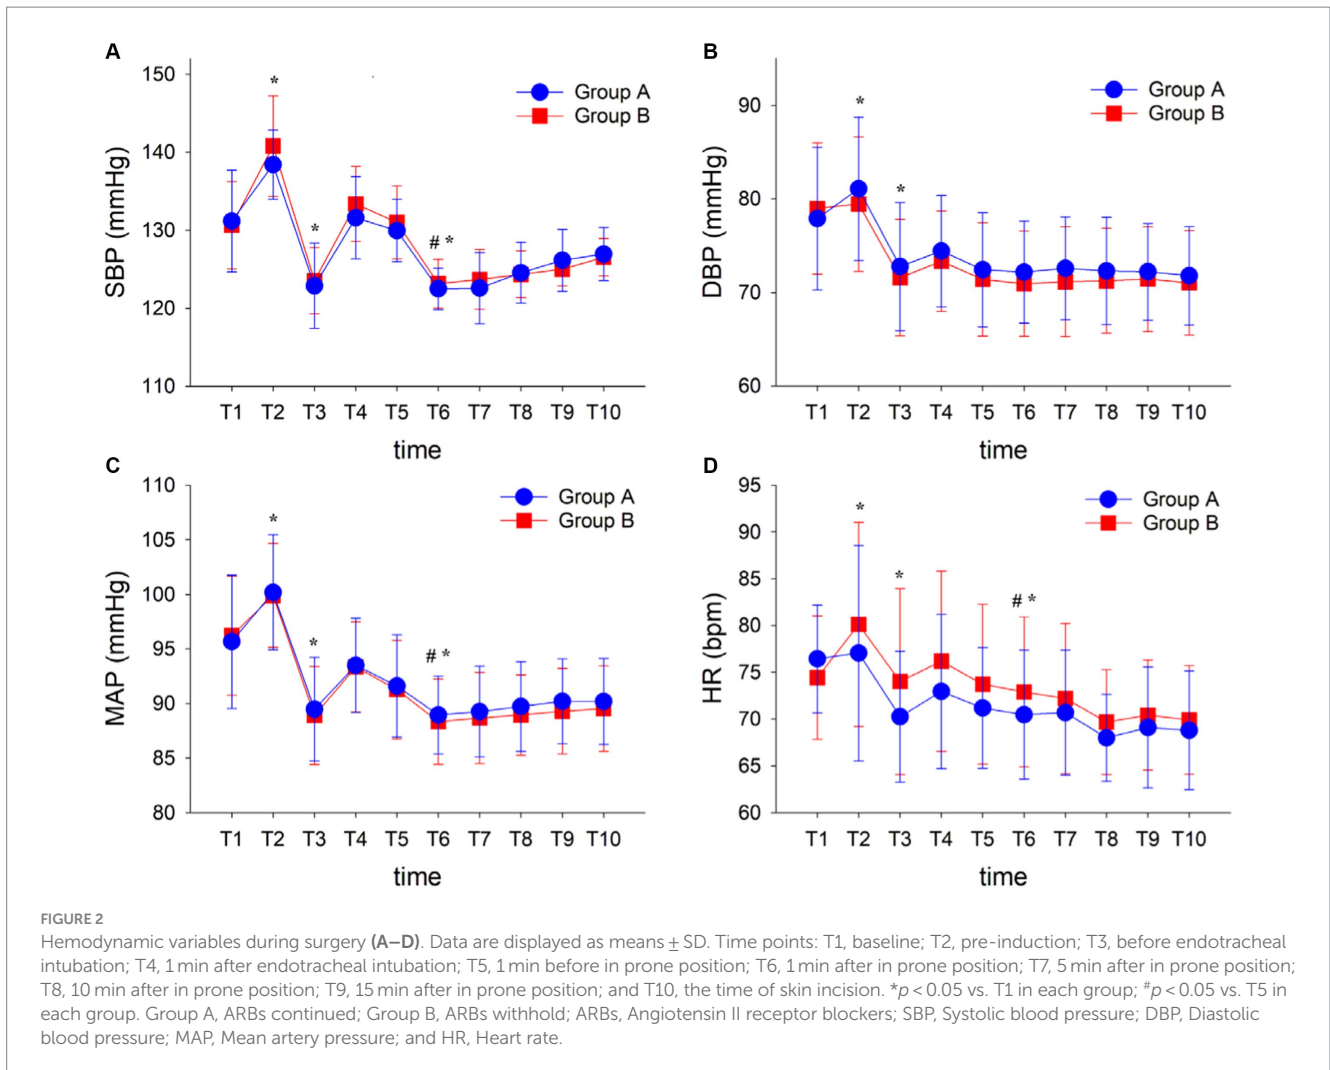 A
150
140
130
120
110
SBP (mmHg)
*
*
# *
Group A
Group B
T1 T2 T3 T4 T5 T6 T7 T8 T9 T10
time
B
90
80
70
60
DBP (mmHg)
*
*
Group A
Group B
T1 T2 T3 T4 T5 T6 T7 T8 T9 T10
time
C
110
105
100
95
90
85
80
MAP (mmHg)
*
*
# *
Group A
Group B
T1 T2 T3 T4 T5 T6 T7 T8 T9 T10
time
D
95
90
85
80
75
70
65
60
HR (bpm)
*
*
# *
Group A
Group B
T1 T2 T3 T4 T5 T6 T7 T8 T9 T10
time
FIGURE 2
Hemodynamic variables during surgery (A–D). Data are displayed as means ± SD. Time points: T1, baseline; T2, pre-induction; T3, before endotracheal
intubation; T4, 1 min after endotracheal intubation; T5, 1 min before in prone position; T6, 1 min after in prone position; T7, 5 min after in prone position;
T8, 10 min after in prone position; T9, 15 min after in prone position; and T10, the time of skin incision. *p < 0.05 vs. T1 in each group; #p < 0.05 vs. T5 in
each group. Group A, ARBs continued; Group B, ARBs withhold; ARBs, Angiotensin II receptor blockers; SBP, Systolic blood pressure; DBP, Diastolic
blood pressure; MAP, Mean artery pressure; and HR, Heart rate.